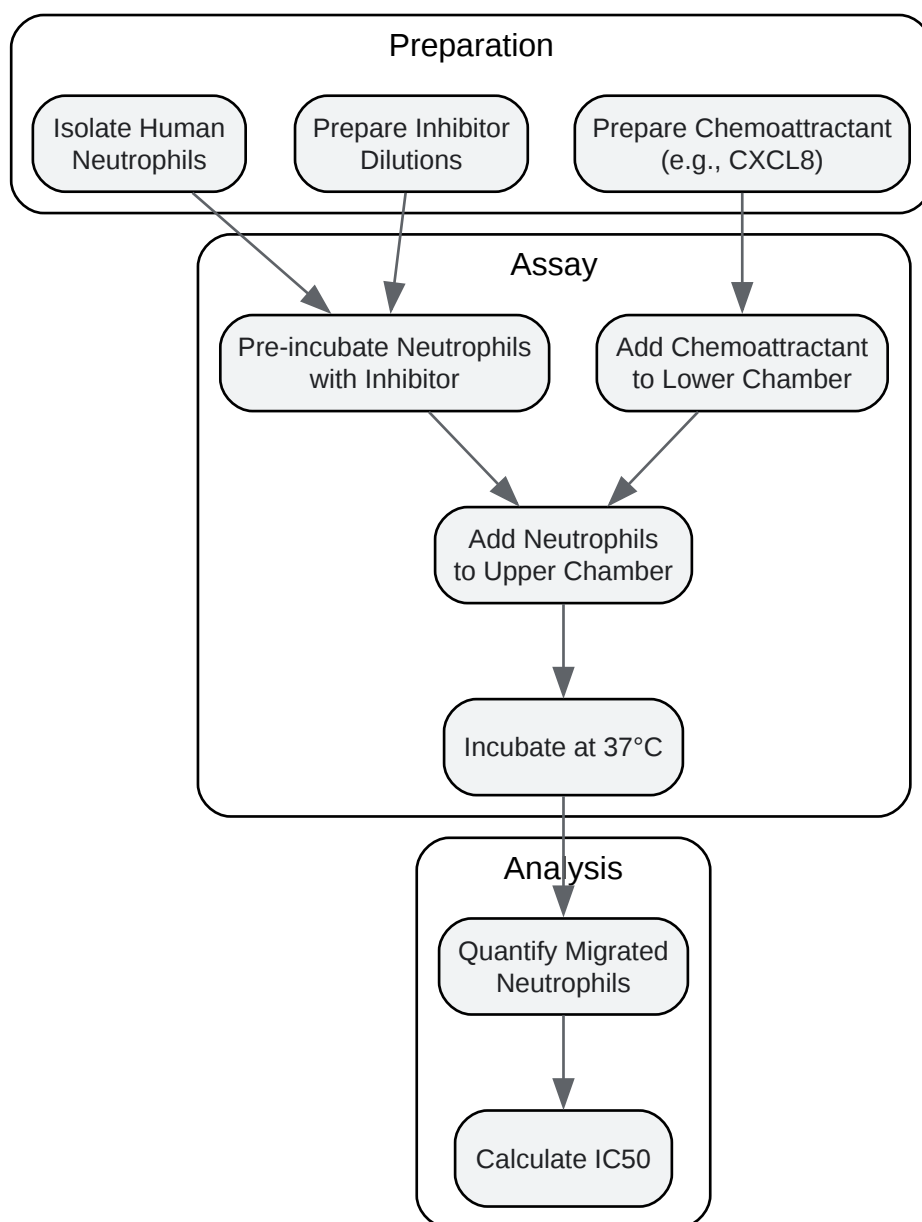 Preparation
Isolate Human
Neutrophils
Prepare Inhibitor
Dilutions
Prepare Chemoattractant
(e.g., CXCL8)
Assay
Pre-incubate Neutrophils
with Inhibitor
Add Chemoattractant
to Lower Chamber
Add Neutrophils
to Upper Chamber
Incubate at 37°C
Analysis
Quantify Migrated
Neutrophils
Calculate IC50